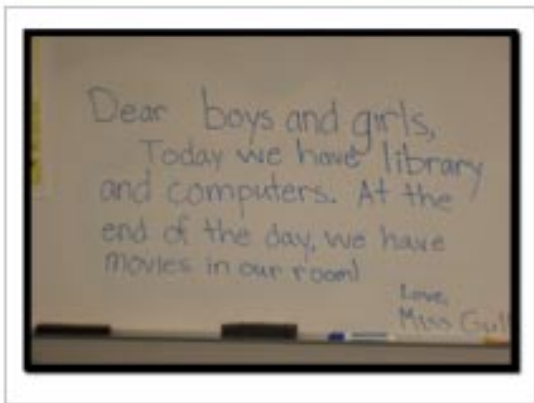 Dear boys and girls,
Today we have library
and computers. At the
end of the day, we have
movies in our room!
Love,
Miss